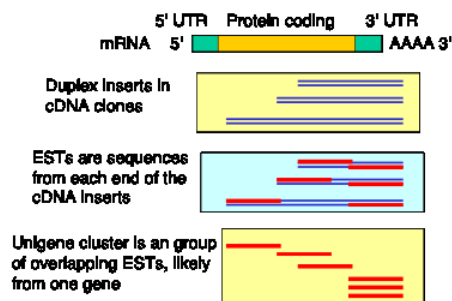 5' UTR Protein coding 3' UTR
mRNA 5' AAAA 3'
Duplex inserts in
cDNA clones
ESTs are sequences
from each end of the
cDNA inserts
Unigene cluster is an group
of overlapping ESTs, likely
from one gene